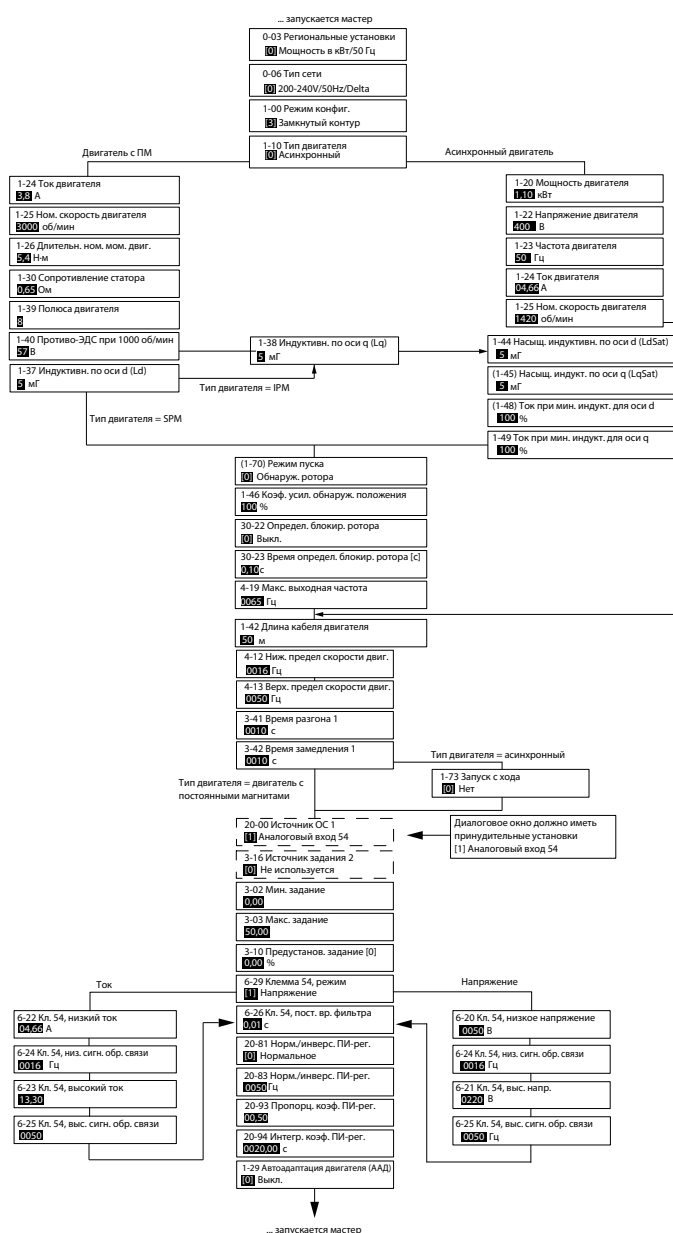 ... запускается мастер
0-03 Региональные установки
[0] Мощность в кВт/50 Гц
0-06 Тип сети
[0] 200-240V/50Hz/Delta
1-00 Режим конфиг.
[3] Замкнутый контур
1-10 Тип двигателя
[0] Асинхронный
Двигатель с ПМ
Асинхронный двигатель
1-24 Ток двигателя
3,8 А
1-25 Ном. скорость двигателя
3000 об/мин
1-26 Длительн. ном. мом. двиг.
5,4 Н·м
1-30 Сопротивление статора
0,65 Ом
1-39 Полюса двигателя
8
1-40 Противо-ЭДС при 1000 об/мин
57 В
1-37 Индуктивн. по оси d (Ld)
5 мГ
1-20 Мощность двигателя
1,10 кВт
1-22 Напряжение двигателя
400 В
1-23 Частота двигателя
50 Гц
1-24 Ток двигателя
04,66 А
1-25 Ном. скорость двигателя
1420 об/мин
1-38 Индуктивн. по оси q (Lq)
5 мГ
Тип двигателя = IPM
Тип двигателя = SPM
1-44 Насыщ. индуктивн. по оси d (LdSat)
5 мГ
(1-45) Насыщ. индукт. по оси q (LqSat)
5 мГ
(1-48) Ток при мин. индукт. для оси d
100 %
1-49 Ток при мин. индукт. для оси q
100 %
(1-70) Режим пуска
[0] Обнаруж. ротора
1-46 Коэф. усил. обнаруж. положения
100 %
30-22 Определ. блокир. ротора
[0] Выкл.
30-23 Время определ. блокир. ротора [с]
0,10 с
4-19 Макс. выходная частота
0065 Гц
1-42 Длина кабеля двигателя
50 м
4-12 Ниж. предел скорости двиг.
0016 Гц
4-13 Верх. предел скорости двиг.
0050 Гц
3-41 Время разгона 1
0010 с
3-42 Время замедления 1
0010 с
Тип двигателя = асинхронный
1-73 Запуск с хода
[0] Нет
Тип двигателя = двигатель с
постоянными магнитами
20-00 Источник ОС 1
[1] Аналоговый вход 54
Диалоговое окно должно иметь
принудительные установки
[1] Аналоговый вход 54
3-16 Источник задания 2
[0] Не используется
3-02 Мин. задание
0,00
3-03 Макс. задание
50,00
3-10 Предустанов. задание [0]
0,00 %
6-29 Клемма 54, режим
[1] Напряжение
Ток
Напряжение
6-22 Кл. 54, низкий ток
04,66 А
6-24 Кл. 54, низ. сигн. обр. связи
0016 Гц
6-23 Кл. 54, высокий ток
13,30
6-25 Кл. 54, выс. сигн. обр. связи
0050
6-26 Кл. 54, пост. вр. фильтра
0,01 с
20-81 Норм./инверс. ПИ-рег.
[0] Нормальное
20-83 Норм./инверс. ПИ-рег.
0050 Гц
20-93 Пропорц. коэф. ПИ-рег.
00,50
20-94 Интегр. коэф. ПИ-рег.
0020,00 с
1-29 Автоадаптация двигателя (ААД)
[0] Выкл.
6-20 Кл. 54, низкое напряжение
0050 В
6-24 Кл. 54, низ. сигн. обр. связи
0016 Гц
6-21 Кл. 54, выс. напр.
0220 В
6-25 Кл. 54, выс. сигн. обр. связи
0050 Гц
... запускается мастер